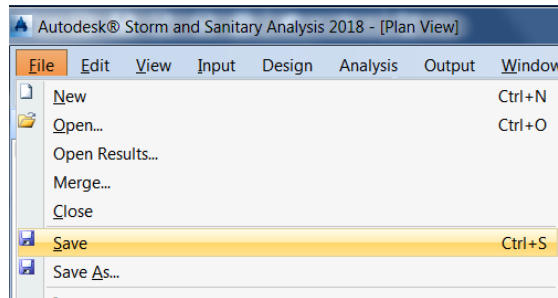 Autodesk® Storm and Sanitary Analysis 2018 - [Plan View]
File Edit View Input Design Analysis Output Window
New Ctrl+N
Open... Ctrl+O
Open Results...
Merge...
Close
Save Ctrl+S
Save As...